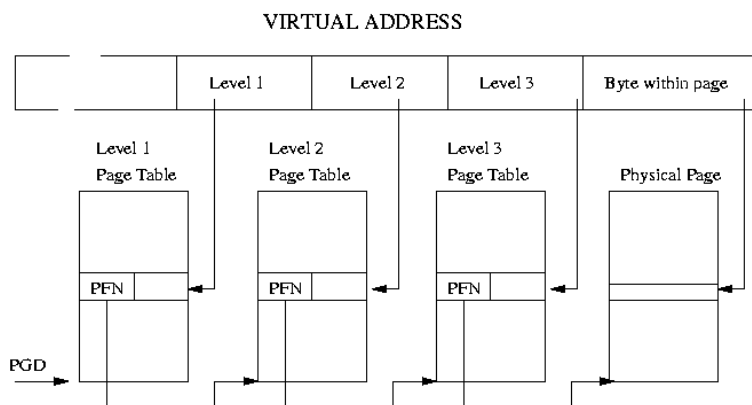 VIRTUAL ADDRESS
Level 1
Level 2
Level 3
Byte within page
Level 1
Page Table
Level 2
Page Table
Level 3
Page Table
Physical Page
PFN
PFN
PFN
PGD